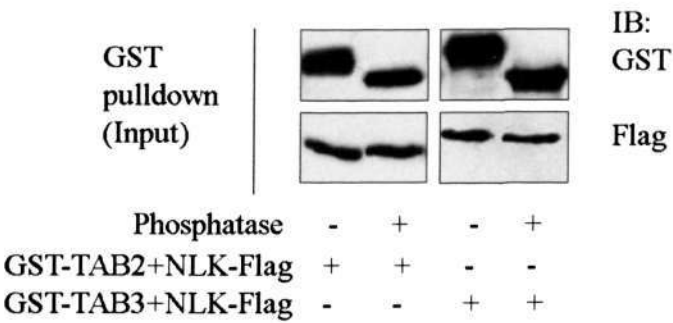 IB:
GST
pulldown
(Input)
GST
Flag
Phosphatase - + - +
GST-TAB2+NLK-Flag + + - -
GST-TAB3+NLK-Flag - - + +